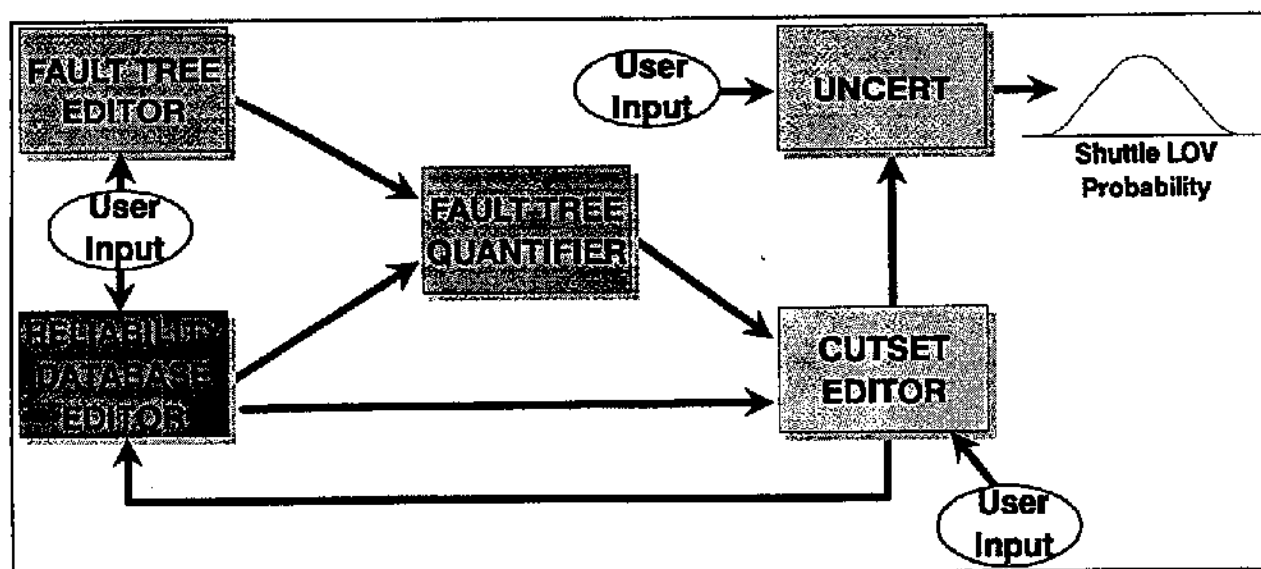 FAULT TREE
EDITOR
User
Input
UNCERT
Shuttle LOV
Probability
User
Input
FAULT TREE
QUANTIFIER
RELIABILITY
DATABASE
EDITOR
CUTSET
EDITOR
User
Input